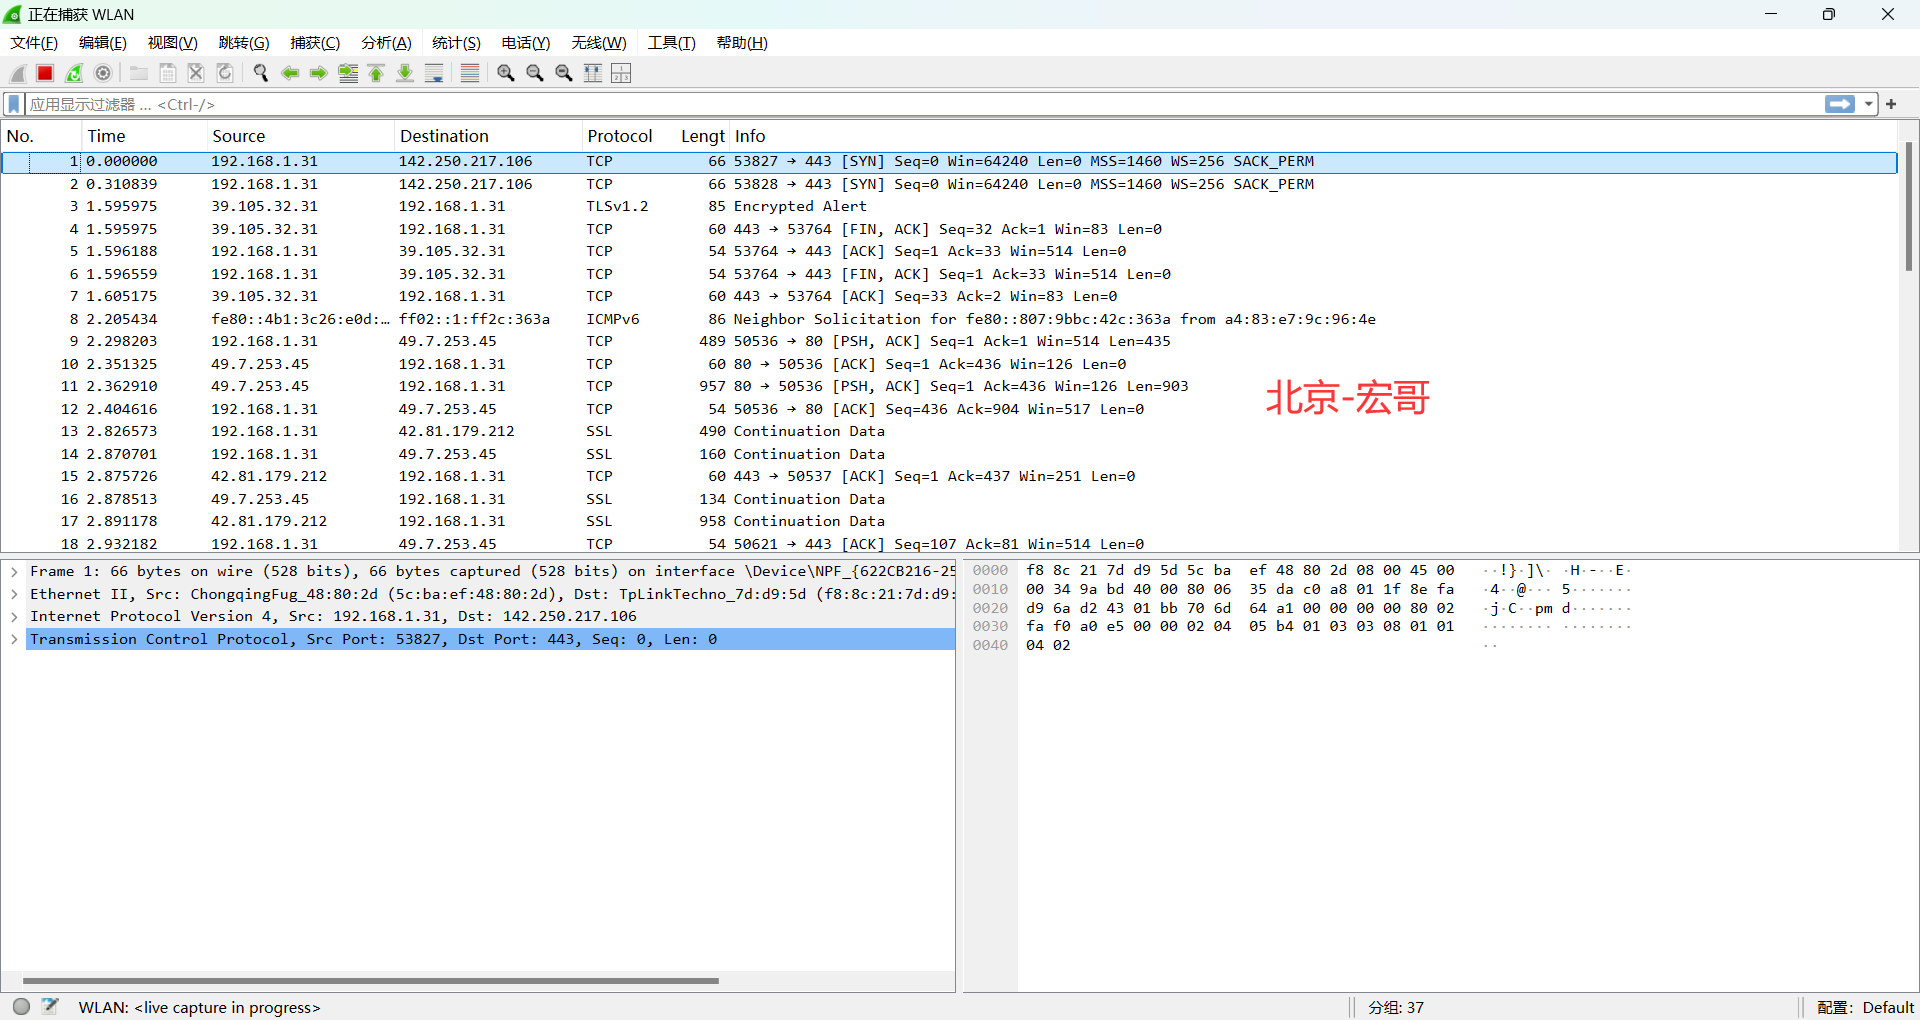 正在捕获 WLAN
文件(F) 编辑(E) 视图(V) 跳转(G) 捕获(C) 分析(A) 统计(S) 电话(Y) 无线(W) 工具(T) 帮助(H)
应用显示过滤器 … <Ctrl-/>
No. Time Source Destination Protocol Lengt Info
1 0.000000 192.168.1.31 142.250.217.106 TCP 66 53827 → 443 [SYN] Seq=0 Win=64240 Len=0 MSS=1460 WS=256 SACK_PERM
2 0.310839 192.168.1.31 142.250.217.106 TCP 66 53828 → 443 [SYN] Seq=0 Win=64240 Len=0 MSS=1460 WS=256 SACK_PERM
3 1.595975 39.105.32.31 192.168.1.31 TLSv1.2 85 Encrypted Alert
4 1.595975 39.105.32.31 192.168.1.31 TCP 60 443 → 53764 [FIN, ACK] Seq=32 Ack=1 Win=83 Len=0
5 1.596188 192.168.1.31 39.105.32.31 TCP 54 53764 → 443 [ACK] Seq=1 Ack=33 Win=514 Len=0
6 1.596559 192.168.1.31 39.105.32.31 TCP 54 53764 → 443 [FIN, ACK] Seq=1 Ack=33 Win=514 Len=0
7 1.605175 39.105.32.31 192.168.1.31 TCP 60 443 → 53764 [ACK] Seq=33 Ack=2 Win=83 Len=0
8 2.205434 fe80::4b1:3c26:e0d:… ff02::1:ff2c:363a ICMPv6 86 Neighbor Solicitation for fe80::807:9bbc:42c:363a from a4:83:e7:9c:96:4e
9 2.298203 192.168.1.31 49.7.253.45 TCP 489 50536 → 80 [PSH, ACK] Seq=1 Ack=1 Win=514 Len=435
10 2.351325 49.7.253.45 192.168.1.31 TCP 60 80 → 50536 [ACK] Seq=1 Ack=436 Win=126 Len=0
11 2.362910 49.7.253.45 192.168.1.31 TCP 957 80 → 50536 [PSH, ACK] Seq=1 Ack=436 Win=126 Len=903
北京-宏哥
12 2.404616 192.168.1.31 49.7.253.45 TCP 54 50536 → 80 [ACK] Seq=436 Ack=904 Win=517 Len=0
13 2.826573 192.168.1.31 42.81.179.212 SSL 490 Continuation Data
14 2.870701 192.168.1.31 49.7.253.45 SSL 160 Continuation Data
15 2.875726 42.81.179.212 192.168.1.31 TCP 60 443 → 50537 [ACK] Seq=1 Ack=437 Win=251 Len=0
16 2.878513 49.7.253.45 192.168.1.31 SSL 134 Continuation Data
17 2.891178 42.81.179.212 192.168.1.31 SSL 958 Continuation Data
18 2.932182 192.168.1.31 49.7.253.45 TCP 54 50621 → 443 [ACK] Seq=107 Ack=81 Win=514 Len=0
Frame 1: 66 bytes on wire (528 bits), 66 bytes captured (528 bits) on interface \Device\NPF_{622CB216-25
Ethernet II, Src: ChongqingFug_48:80:2d (5c:ba:ef:48:80:2d), Dst: TpLinkTechno_7d:d9:5d (f8:8c:21:7d:d9:
Internet Protocol Version 4, Src: 192.168.1.31, Dst: 142.250.217.106
Transmission Control Protocol, Src Port: 53827, Dst Port: 443, Seq: 0, Len: 0
0000 f8 8c 21 7d d9 5d 5c ba ef 48 80 2d 08 00 45 00 ··!}·]\· ·H·-··E·
0010 00 34 9a bd 40 00 80 06 35 da c0 a8 01 1f 8e fa ·4··@··· 5·······
0020 d9 6a d2 43 01 bb 70 6d 64 a1 00 00 00 00 80 02 ·j·C··pm d·······
0030 fa f0 a0 e5 00 00 02 04 05 b4 01 03 03 08 01 01 ········ ········
0040 04 02 ··
WLAN: <live capture in progress>
分组: 37
配置: Default